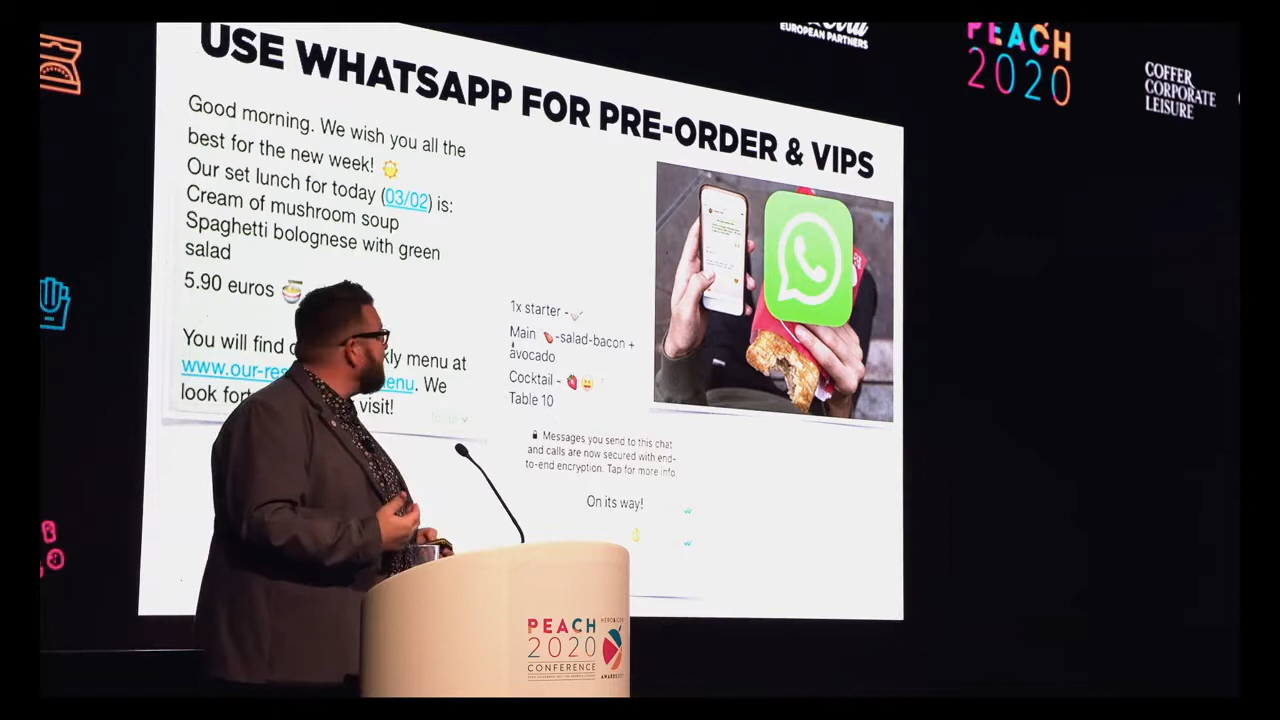 USE WHATSAPP FOR PRE-ORDER & VIPS
Good morning. We wish you all the
best for the new week! ☀️
Our set lunch for today (03/02) is:
Cream of mushroom soup
Spaghetti bolognese with green
salad
5.90 euros 🍜
You will find
kly menu at
www.our-res
enu. We
look for
visit!
1x starter -
Main 🍗-salad-bacon +
avocado
Cocktail - 🍓😀
Table 10
🔒 Messages you send to this chat
and calls are now secured with end-
to-end encryption. Tap for more info.
On its way!
EUROPEAN PARTNERS
PEACH
2020
COFFER
CORPORATE
LEISURE
PEACH
2020
CONFERENCE